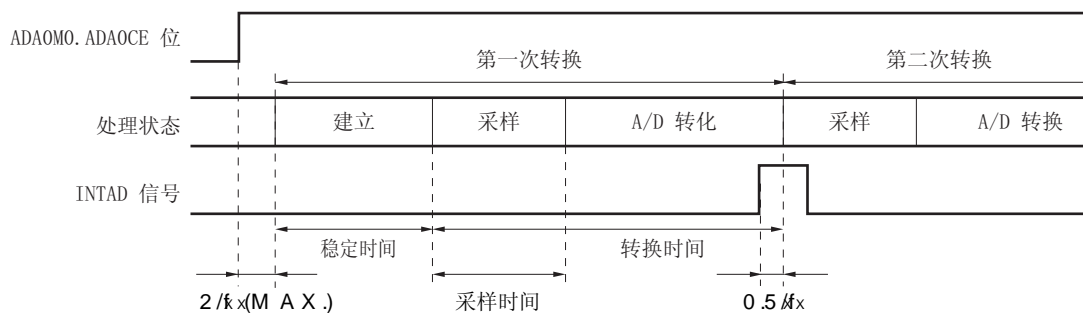 ADA0M0.ADA0CE 位
第一次转换
第二次转换
处理状态
建立
采样
A/D 转化
采样
A/D 转换
INTAD 信号
稳定时间
转换时间
2/fx(MAX.)
采样时间
0.5/fx